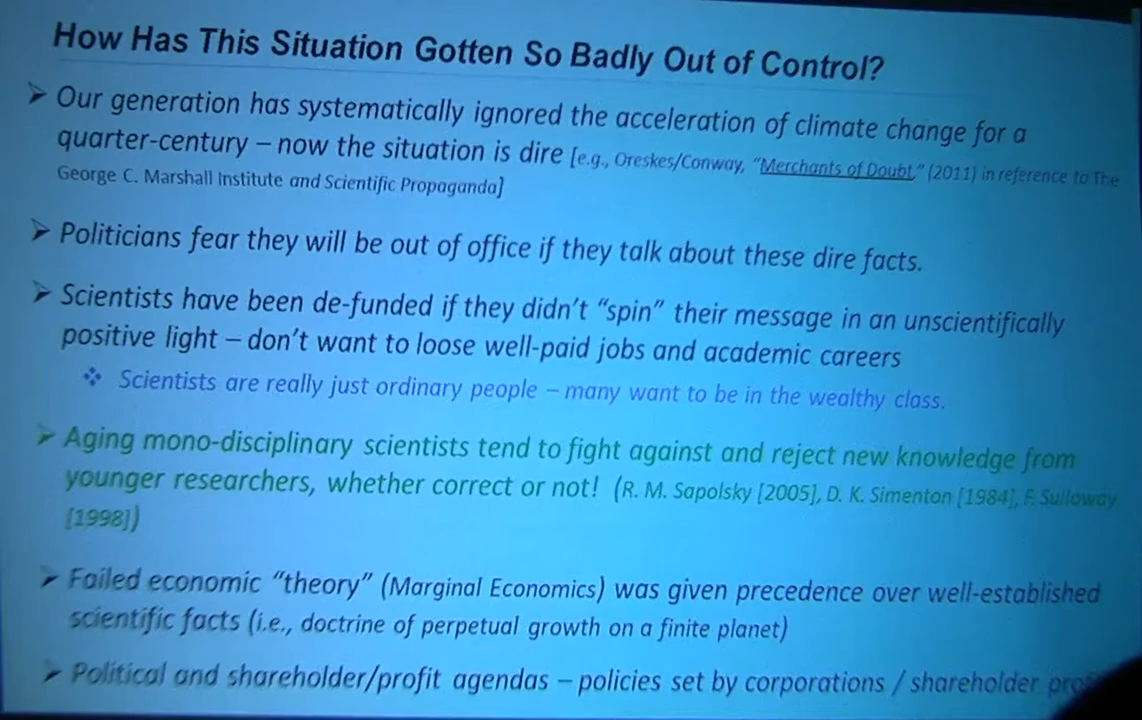 How Has This Situation Gotten So Badly Out of Control?
➢ Our generation has systematically ignored the acceleration of climate change for a
quarter-century – now the situation is dire [e.g., Oreskes/Conway, “Merchants of Doubt,” (2011) in reference to The
George C. Marshall Institute and Scientific Propaganda]
➢ Politicians fear they will be out of office if they talk about these dire facts.
➢ Scientists have been de-funded if they didn’t “spin” their message in an unscientifically
positive light – don’t want to loose well-paid jobs and academic careers
❖ Scientists are really just ordinary people – many want to be in the wealthy class.
➢ Aging mono-disciplinary scientists tend to fight against and reject new knowledge from
younger researchers, whether correct or not! (R. M. Sapolsky [2005], D. K. Simenton [1984], F. Sulloway
[1998])
➢ Failed economic “theory” (Marginal Economics) was given precedence over well-established
scientific facts (i.e., doctrine of perpetual growth on a finite planet)
➢ Political and shareholder/profit agendas – policies set by corporations / shareholder